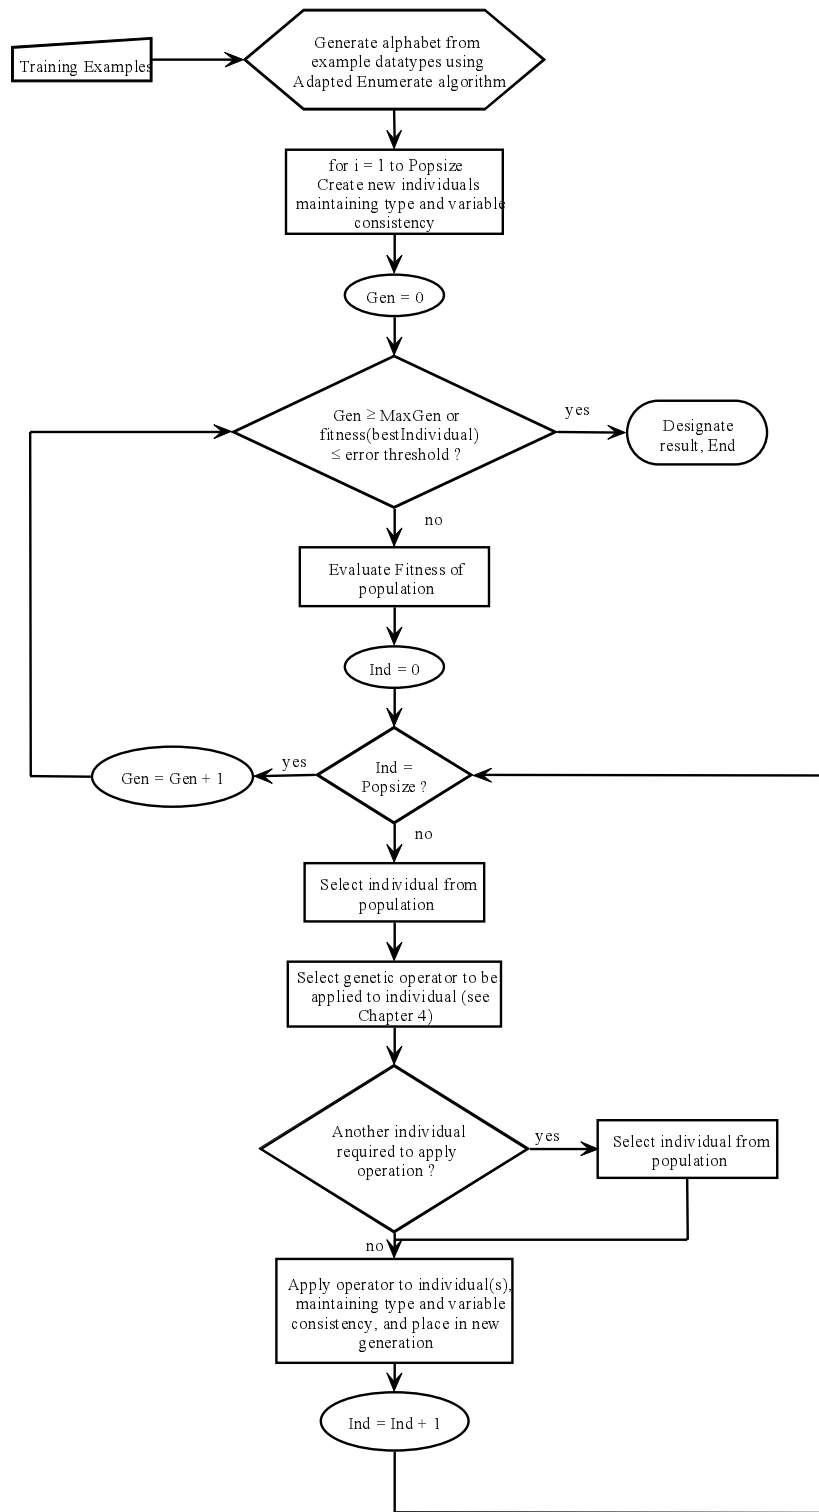 Training Examples
Generate alphabet from
example datatypes using
Adapted Enumerate algorithm
for i = 1 to Popsize
Create new individuals
maintaining type and variable
consistency
Gen = 0
Gen ≥ MaxGen or
fitness(bestIndividual)
≤ error threshold ?
yes
Designate
result, End
no
Evaluate Fitness of
population
Ind = 0
Ind =
Popsize ?
yes
Gen = Gen + 1
no
Select individual from
population
Select genetic operator to be
applied to individual (see
Chapter 4)
Another individual
required to apply
operation ?
yes
Select individual from
population
no
Apply operator to individual(s),
maintaining type and variable
consistency, and place in new
generation
Ind = Ind + 1